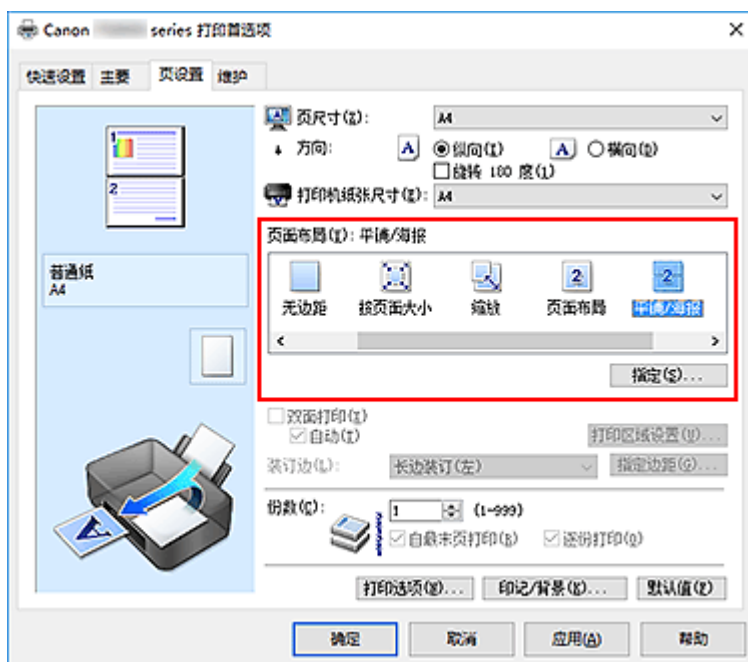 Canon series 打印首选项
快速设置 主要 页设置 维护
1
2
普通纸
A4
页尺寸(Z): A4
方向: A 纵向(I) A 横向(D)
旋转 180 度(1)
打印机纸张尺寸(E): A4
页面布局(Y): 平铺/海报
2 2
无边距 按页面大小 缩放 页面布局 平铺/海报
指定(S)...
双面打印(X)
自动(T)
打印区域设置(U)...
装订边(L): 长边装订(左) 指定边距(G)...
份数(C): 1 (1-999)
自最末页打印(B) 逐份打印(O)
A
打印选项(N)... 印记/背景(K)... 默认值(F)
确定 取消 应用(A) 帮助